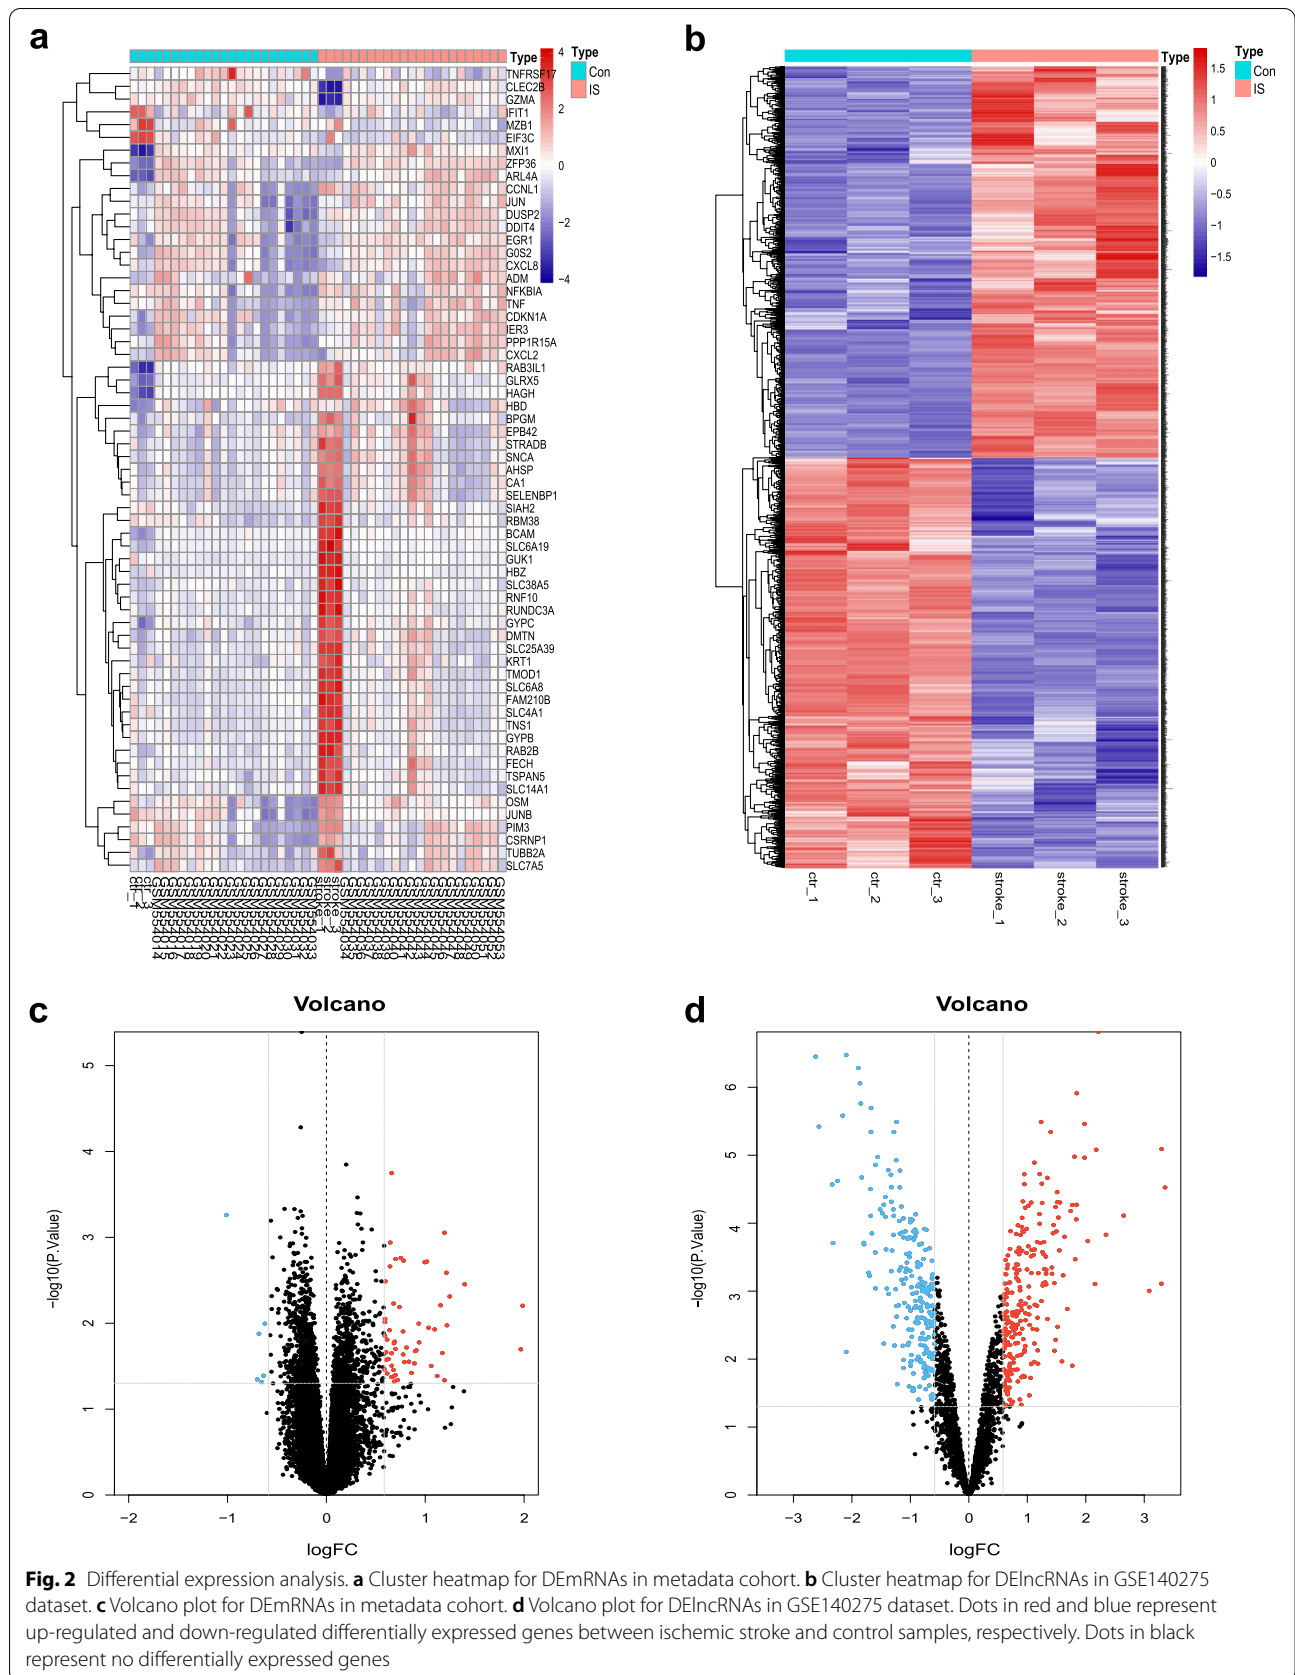 a
Type
4
2
0
−2
−4
Type
Con
IS
TNFRSF17
CLEC2B
GZMA
IFIT1
MZB1
EIF3C
MXI1
ZFP36
ARL4A
CCNL1
JUN
DUSP2
DDIT4
EGR1
G0S2
CXCL8
ADM
NFKBIA
TNF
CDKN1A
IER3
PPP1R15A
CXCL2
RAB3IL1
GLRX5
HAGH
HBD
BPGM
EPB42
STRADB
SNCA
AHSP
CA1
SELENBP1
SIAH2
RBM38
BCAM
SLC6A19
GUK1
HBZ
SLC38A5
RNF10
RUNDC3A
GYPC
DMTN
SLC25A39
KRT1
TMOD1
SLC6A8
FAM210B
SLC4A1
TNS1
GYPB
RAB2B
FECH
TSPAN5
SLC14A1
OSM
JUNB
PIM3
CSRNP1
TUBB2A
SLC7A5
ctr_1
ctr_2
ctr_3
stroke_1
stroke_2
stroke_3
b
Type
1.5
1
0.5
0
−0.5
−1
−1.5
Type
Con
IS
ctr_1
ctr_2
ctr_3
stroke_1
stroke_2
stroke_3
c
Volcano
−log10(P.Value)
5
4
3
2
1
0
−2
−1
0
1
2
logFC
d
Volcano
−log10(P.Value)
6
5
4
3
2
1
0
−3
−2
−1
0
1
2
3
logFC
Fig. 2 Differential expression analysis. a Cluster heatmap for DEmRNAs in metadata cohort. b Cluster heatmap for DElncRNAs in GSE140275
dataset. c Volcano plot for DEmRNAs in metadata cohort. d Volcano plot for DElncRNAs in GSE140275 dataset. Dots in red and blue represent
up-regulated and down-regulated differentially expressed genes between ischemic stroke and control samples, respectively. Dots in black
represent no differentially expressed genes